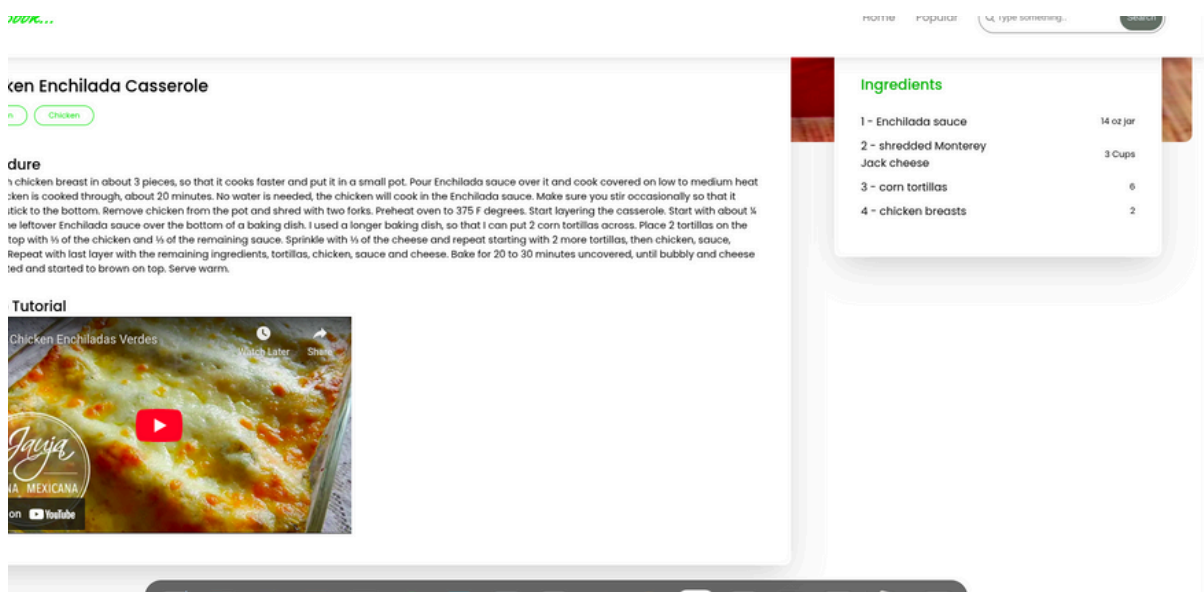 Home Popular Type something.. Search
ken Enchilada Casserole
n Chicken
dure
n chicken breast in about 3 pieces, so that it cooks faster and put it in a small pot. Pour Enchilada sauce over it and cook covered on low to medium heat
cken is cooked through, about 20 minutes. No water is needed, the chicken will cook in the Enchilada sauce. Make sure you stir occasionally so that it
stick to the bottom. Remove chicken from the pot and shred with two forks. Preheat oven to 375 F degrees. Start layering the casserole. Start with about ¼
he leftover Enchilada sauce over the bottom of a baking dish. I used a longer baking dish, so that I can put 2 corn tortillas across. Place 2 tortillas on the
top with ⅓ of the chicken and ⅓ of the remaining sauce. Sprinkle with ⅓ of the cheese and repeat starting with 2 more tortillas, then chicken, sauce,
Repeat with last layer with the remaining ingredients, tortillas, chicken, sauce and cheese. Bake for 20 to 30 minutes uncovered, until bubbly and cheese
ted and started to brown on top. Serve warm.
Tutorial
Chicken Enchiladas Verdes
Watch Later Share
Jauja
NA MEXICANA
on YouTube
Ingredients
1 - Enchilada sauce 14 oz jar
2 - shredded Monterey
Jack cheese 3 Cups
3 - corn tortillas 6
4 - chicken breasts 2